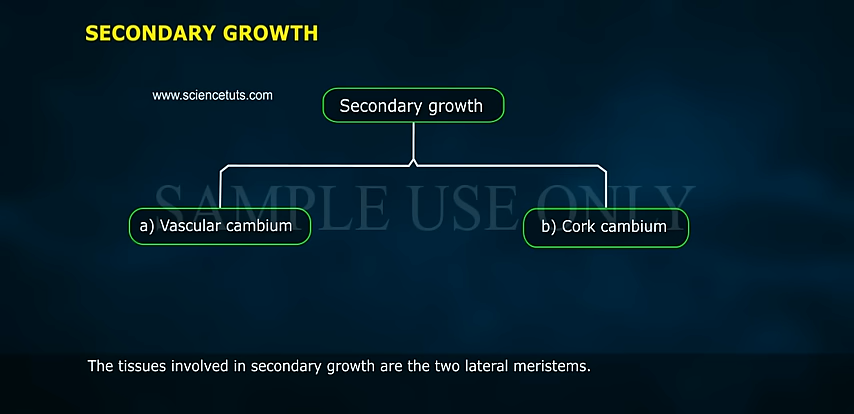 SECONDARY GROWTH
www.sciencetuts.com
Secondary growth
SAMPLE USE ONLY
a) Vascular cambium
b) Cork cambium
The tissues involved in secondary growth are the two lateral meristems.